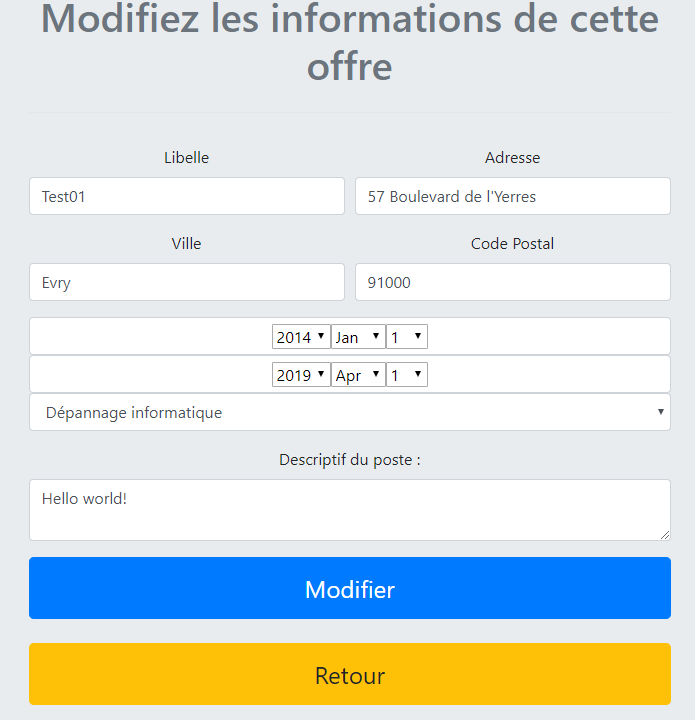 Modifiez les informations de cette
offre
Libelle Adresse
Test01 57 Boulevard de l'Yerres
Ville Code Postal
Evry 91000
2014 Jan 1
2019 Apr 1
Dépannage informatique
Descriptif du poste :
Hello world!
Modifier
Retour